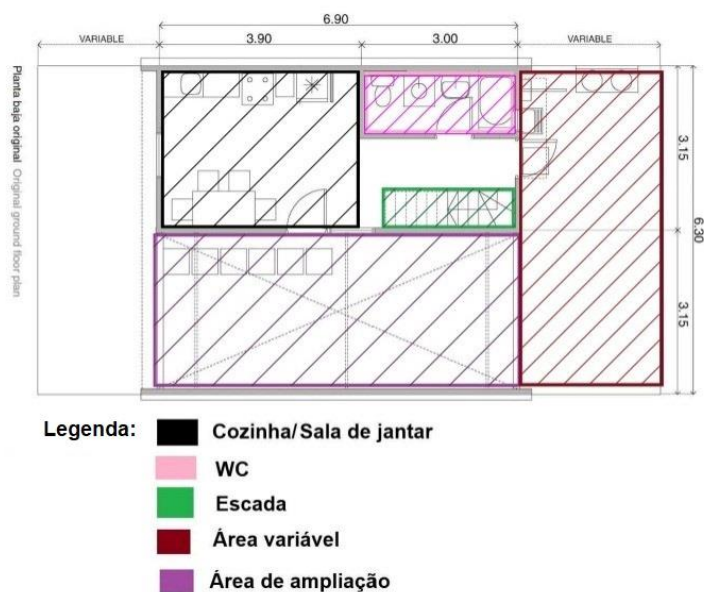 6.90
VARIABLE 3.90 3.00 VARIABLE
Planta baja original Original ground floor plan
3.15
6.30
3.15
Legenda:
Cozinha/Sala de jantar
WC
Escada
Área variável
Área de ampliação